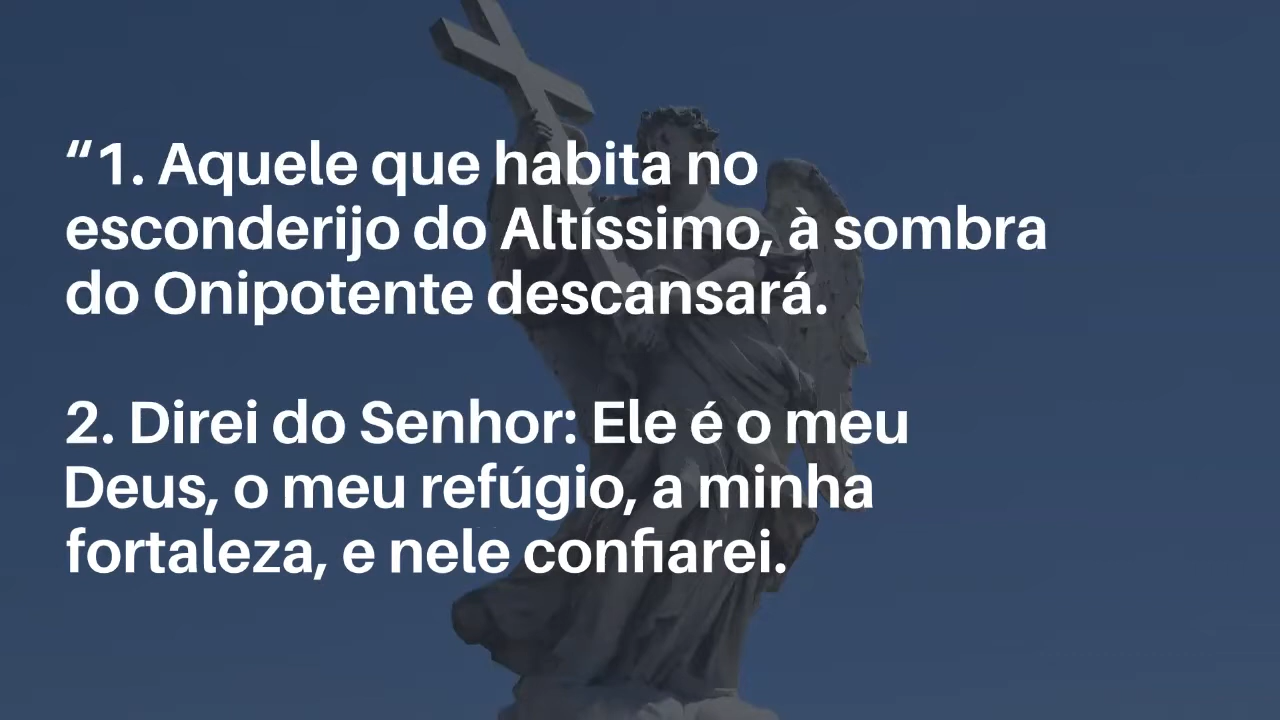 “1. Aquele que habita no
esconderijo do Altíssimo, à sombra
do Onipotente descansará.
2. Direi do Senhor: Ele é o meu
Deus, o meu refúgio, a minha
fortaleza, e nele confiarei.